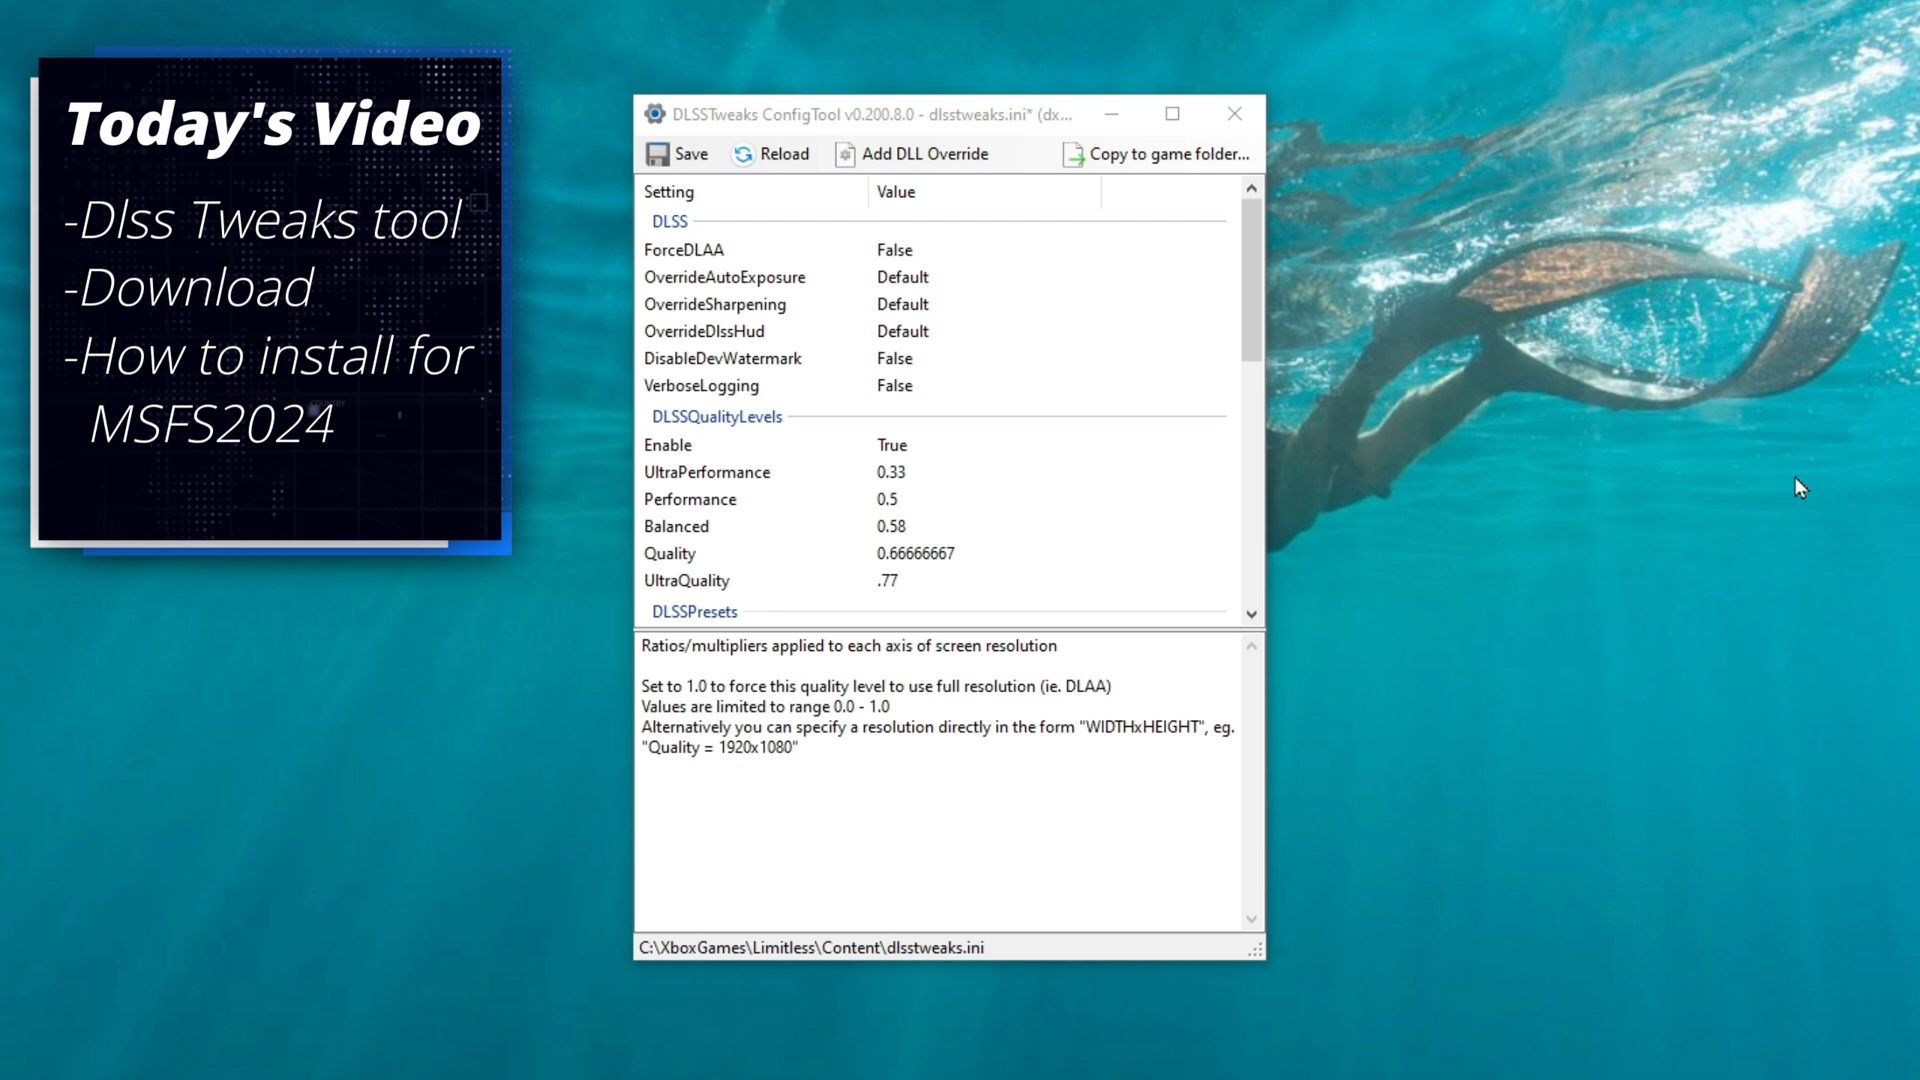 Today's Video
-Dlss Tweaks tool
-Download
-How to install for
MSFS2024
DLSSTweaks ConfigTool v0.200.8.0 - dlsstweaks.ini* (dx...
Save Reload Add DLL Override Copy to game folder...
Setting Value
DLSS
ForceDLAA False
OverrideAutoExposure Default
OverrideSharpening Default
OverrideDlssHud Default
DisableDevWatermark False
VerboseLogging False
DLSSQualityLevels
Enable True
UltraPerformance 0.33
Performance 0.5
Balanced 0.58
Quality 0.66666667
UltraQuality .77
DLSSPresets
Ratios/multipliers applied to each axis of screen resolution
Set to 1.0 to force this quality level to use full resolution (ie. DLAA)
Values are limited to range 0.0 - 1.0
Alternatively you can specify a resolution directly in the form "WIDTHxHEIGHT", eg.
"Quality = 1920x1080"
C:\XboxGames\Limitless\Content\dlsstweaks.ini